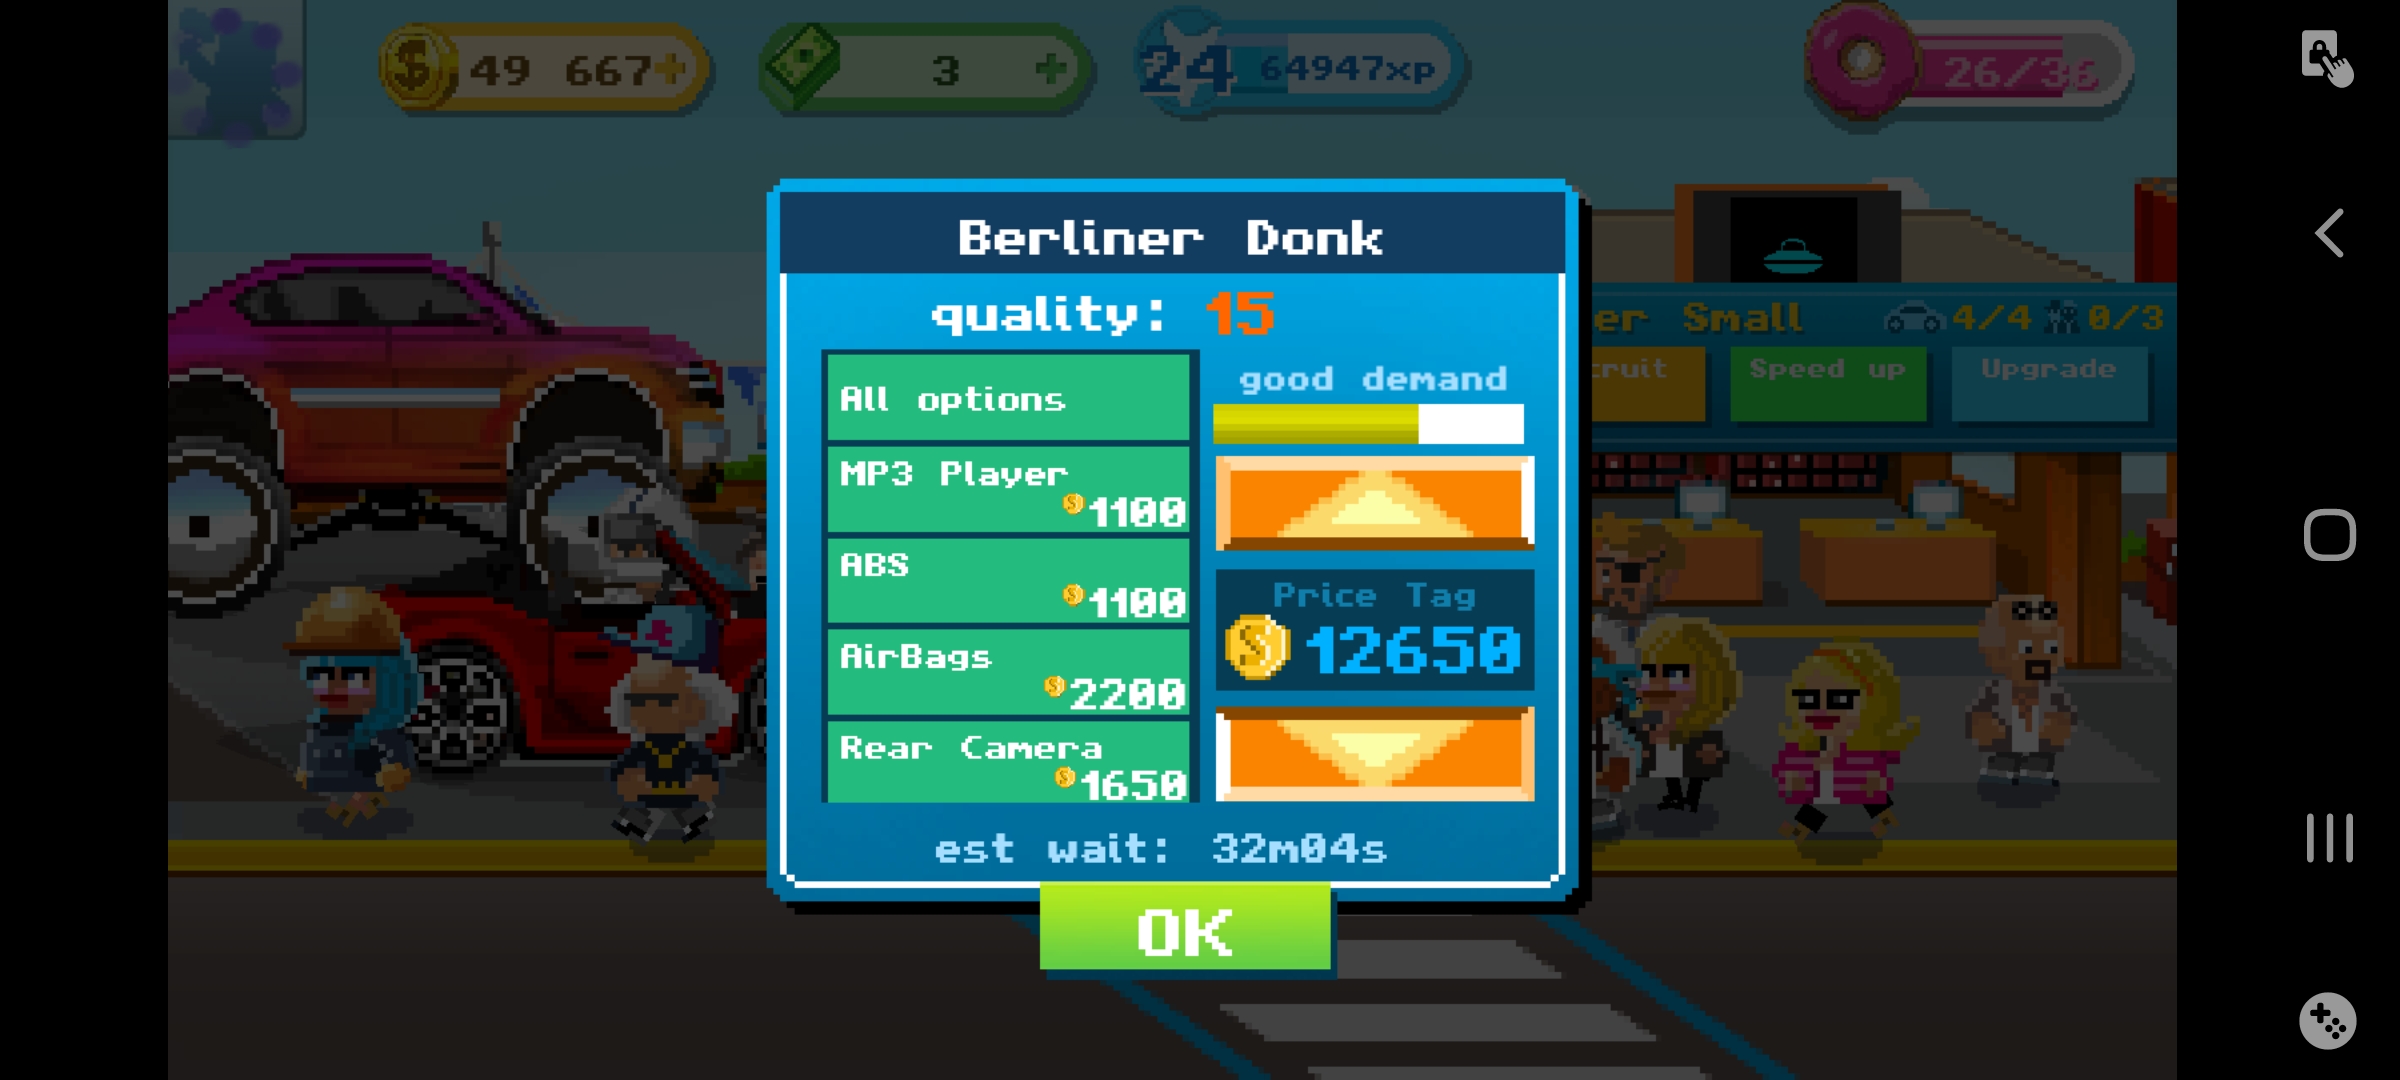 49 667+
3 +
24 64947xp
26/36
Berliner Donk
quality: 15
All options
MP3 Player
1100
ABS
1100
AirBags
2200
Rear Camera
1650
good demand
Price Tag
12650
est wait: 32m04s
OK
er Small 4/4 0/3
cruit
Speed up
Upgrade